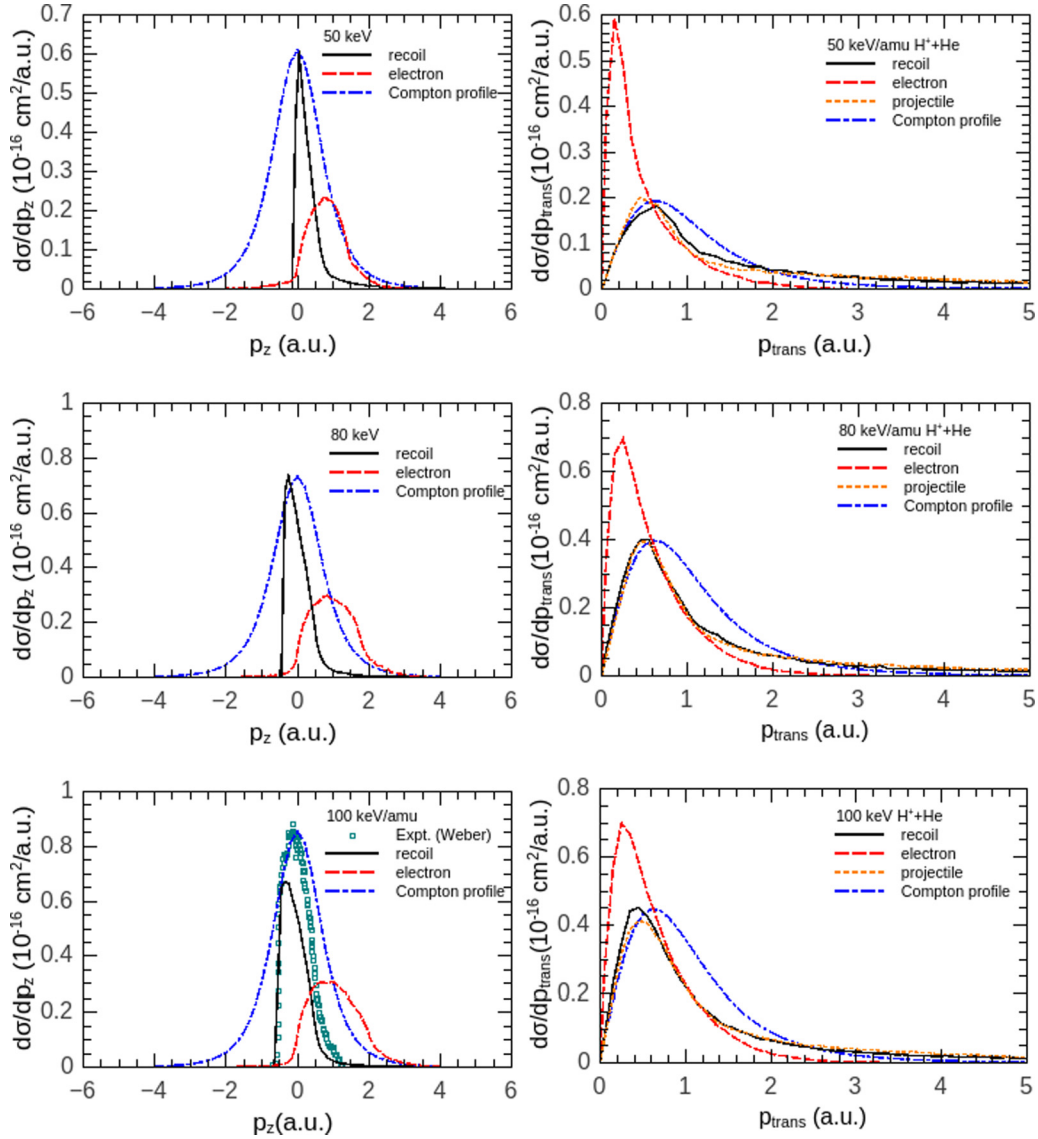 50 keV
recoil
electron
Compton profile
dσ/dp_z (10^-16 cm^2/a.u.)
0.7
0.6
0.5
0.4
0.3
0.2
0.1
0
−6 −4 −2 0 2 4 6
p_z (a.u.)
50 keV/amu H^++He
recoil
electron
projectile
Compton profile
dσ/dp_trans(10^-16 cm^2/a.u.)
0.6
0.5
0.4
0.3
0.2
0.1
0
0 1 2 3 4 5
p_trans (a.u.)
80 keV
recoil
electron
Compton profile
dσ/dp_z (10^-16 cm^2/a.u.)
1
0.8
0.6
0.4
0.2
0
−6 −4 −2 0 2 4 6
p_z (a.u.)
80 keV/amu H^++He
recoil
electron
projectile
Compton profile
dσ/dp_trans(10^-16 cm^2/a.u.)
0.8
0.6
0.4
0.2
0
0 1 2 3 4 5
p_trans (a.u.)
100 keV/amu
Expt. (Weber)
recoil
electron
Compton profile
dσ/dp_z (10^-16 cm^2/a.u.)
1
0.8
0.6
0.4
0.2
0
−6 −4 −2 0 2 4 6
p_z(a.u.)
100 keV H^++He
recoil
electron
projectile
Compton profile
dσ/dp_trans(10^-16 cm^2/a.u.)
0.8
0.6
0.4
0.2
0
0 1 2 3 4 5
p_trans (a.u.)